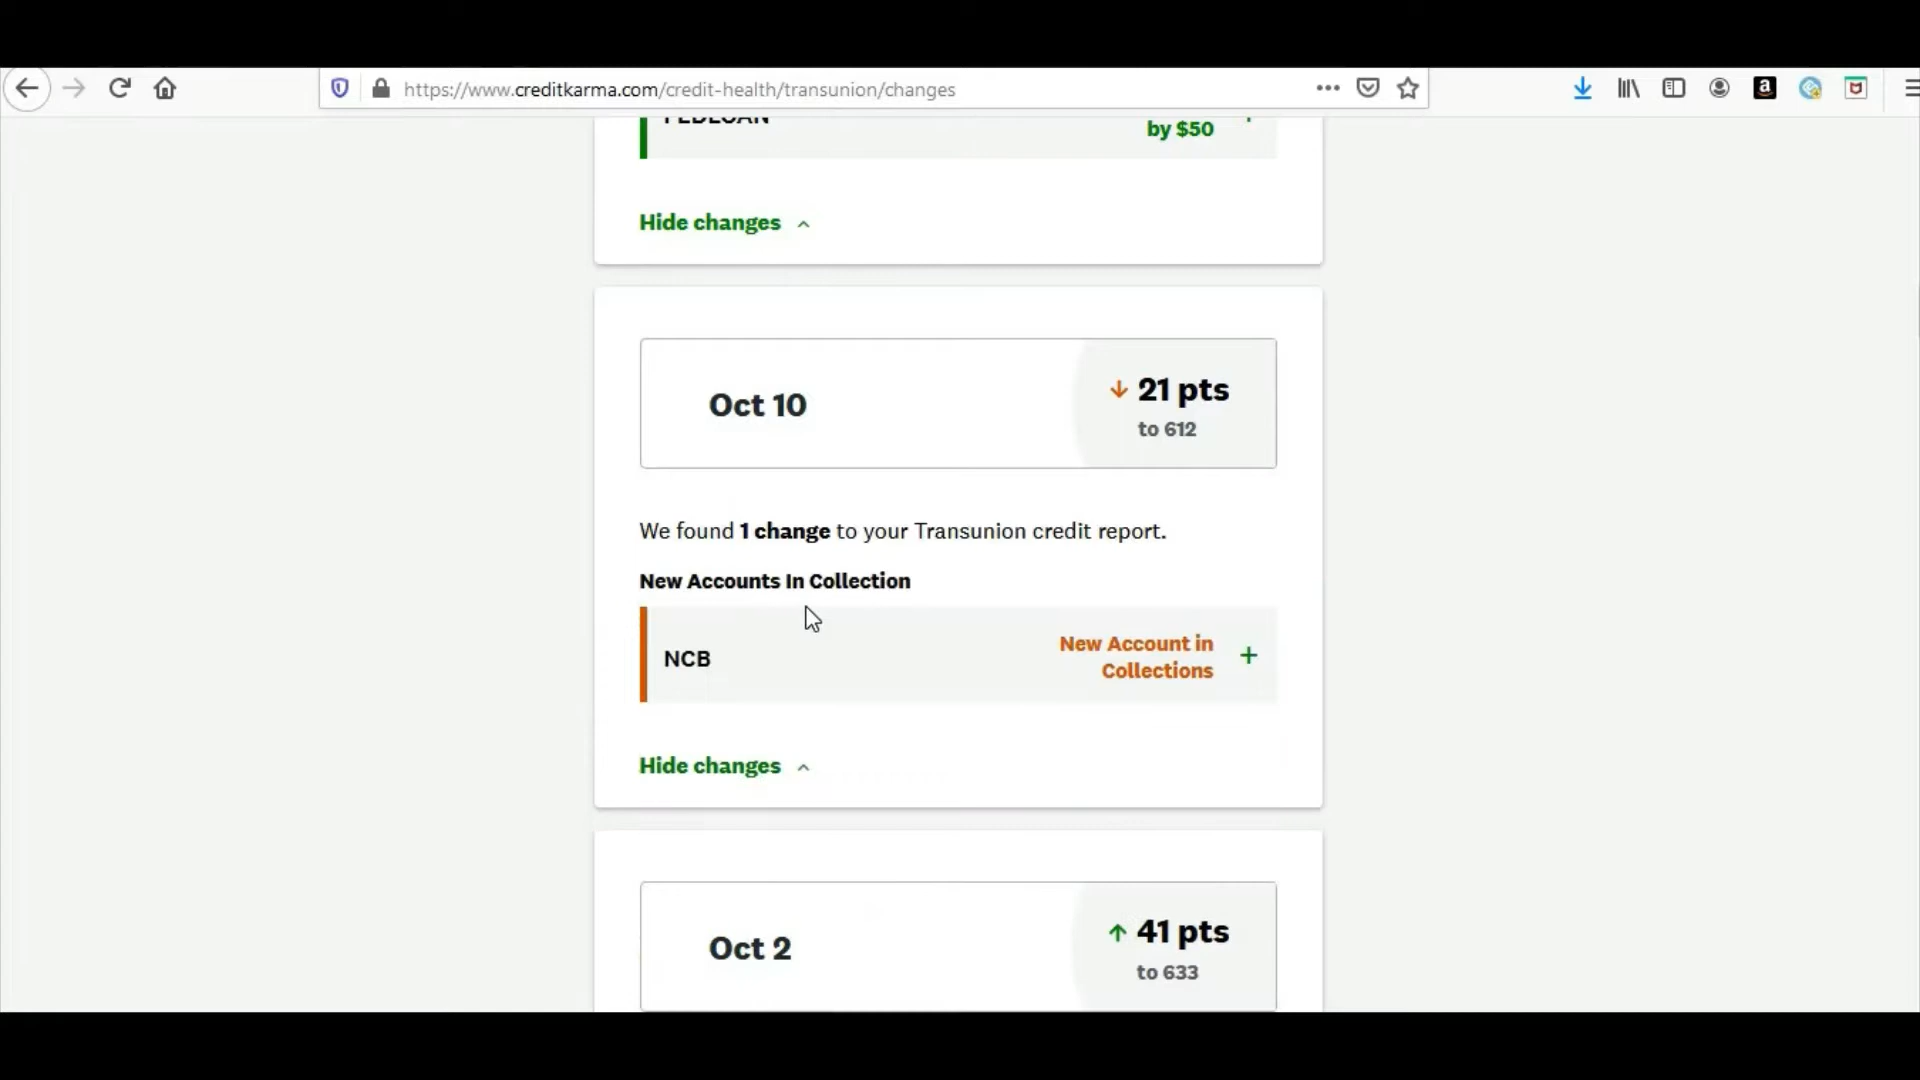 https://www.creditkarma.com/credit-health/transunion/changes
by $50
Hide changes
Oct 10
21 pts
to 612
We found 1 change to your Transunion credit report.
New Accounts In Collection
NCB
New Account in
Collections
Hide changes
Oct 2
41 pts
to 633